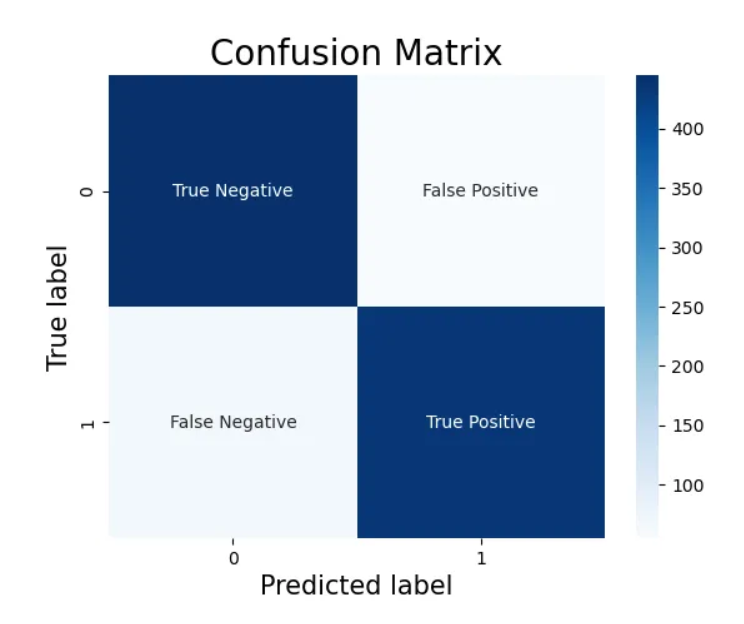 Confusion Matrix
True label
0
True Negative
False Positive
1
False Negative
True Positive
0
1
Predicted label
400
350
300
250
200
150
100